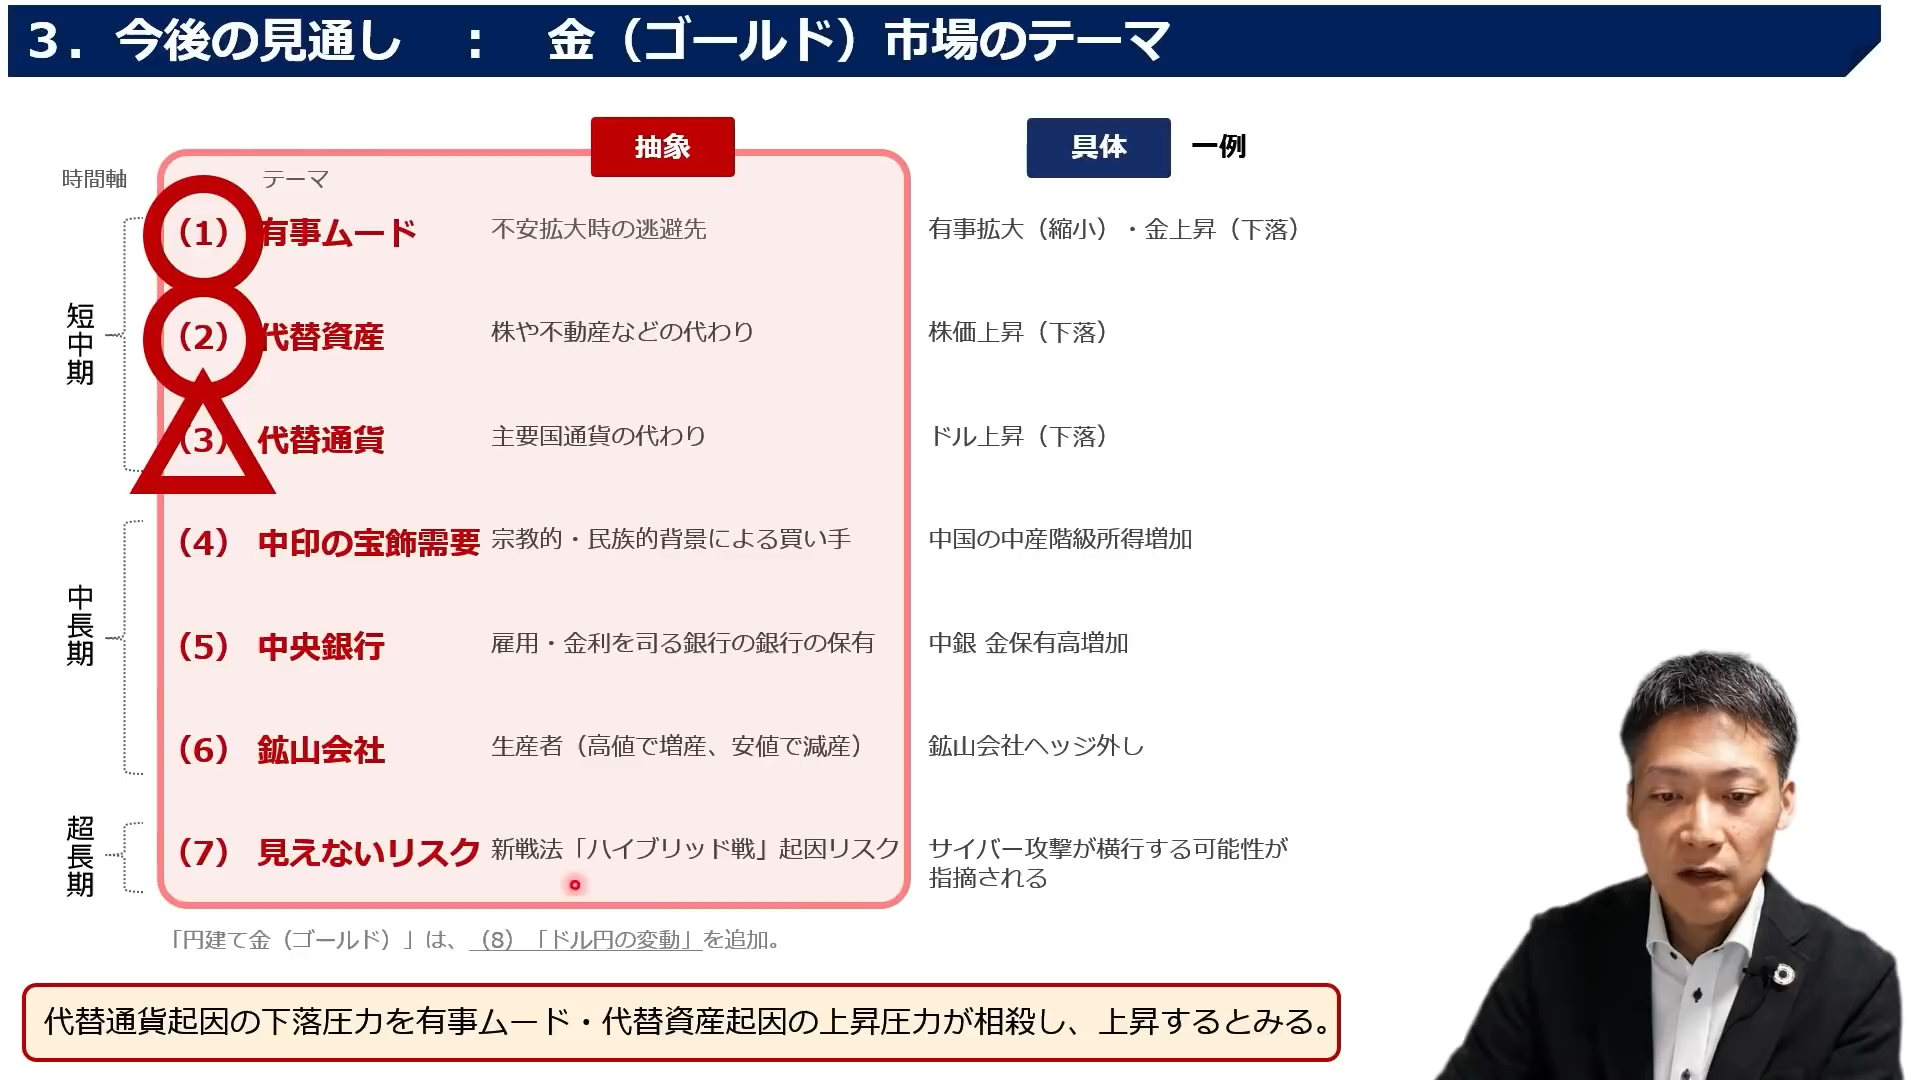 3．今後の見通し　：　金（ゴールド）市場のテーマ
抽象
具体 一例
時間軸 テーマ
短中期
（1） 有事ムード 不安拡大時の逃避先 有事拡大（縮小）・金上昇（下落）
（2） 代替資産 株や不動産などの代わり 株価上昇（下落）
（3） 代替通貨 主要国通貨の代わり ドル上昇（下落）
中長期
（4） 中印の宝飾需要 宗教的・民族的背景による買い手 中国の中産階級所得増加
（5） 中央銀行 雇用・金利を司る銀行の銀行の保有 中銀 金保有高増加
（6） 鉱山会社 生産者（高値で増産、安値で減産） 鉱山会社ヘッジ外し
超長期
（7） 見えないリスク 新戦法「ハイブリッド戦」起因リスク サイバー攻撃が横行する可能性が
指摘される
「円建て金（ゴールド）」は、（8）「ドル円の変動」を追加。
代替通貨起因の下落圧力を有事ムード・代替資産起因の上昇圧力が相殺し、上昇するとみる。